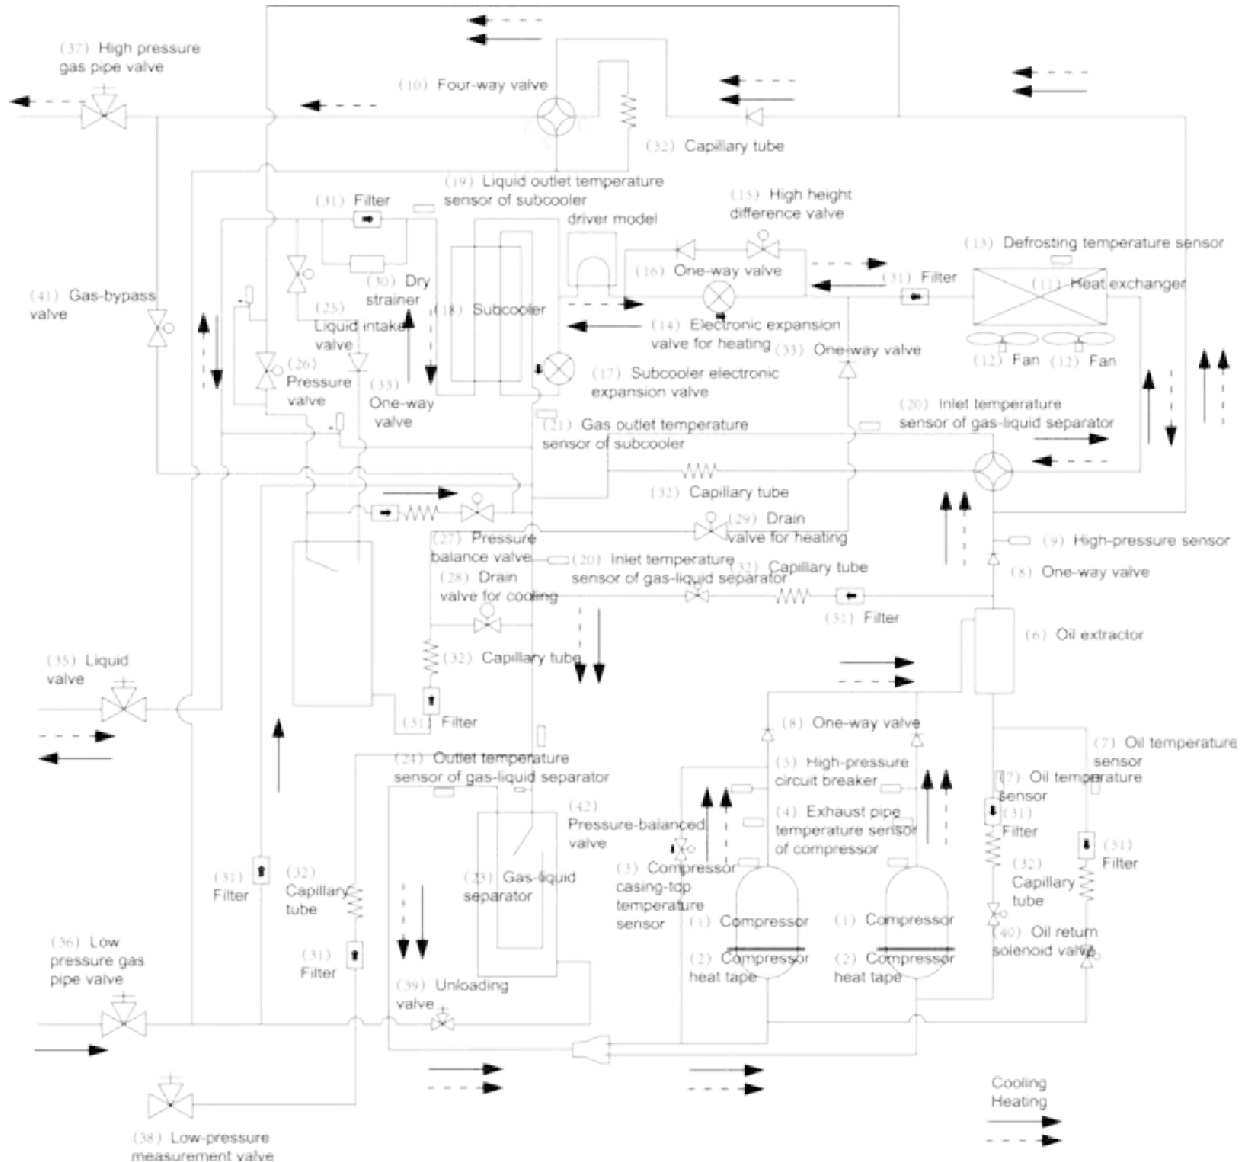 (37) High pressure
gas pipe valve
(10) Four-way valve
(32) Capillary tube
(19) Liquid outlet temperature
sensor of subcooler
(31) Filter
driver model
(15) High height
difference valve
(13) Defrosting temperature sensor
(16) One-way valve
(31) Filter
(11) Heat exchanger
(30) Dry
strainer
(41) Gas-bypass
valve
(18) Subcooler
(25)
Liquid intake
valve
(14) Electronic expansion
valve for heating
(33) One-way valve
(12) Fan
(12) Fan
(26)
Pressure
valve
(33)
One-way
valve
(17) Subcooler electronic
expansion valve
(20) Inlet temperature
sensor of gas-liquid separator
(21) Gas outlet temperature
sensor of subcooler
(32)
Capillary tube
(29) Drain
valve for heating
(27) Pressure
balance valve
(9) High-pressure sensor
(20) Inlet temperature
sensor of gas-liquid separator
(32) Capillary tube
(8) One-way valve
(28) Drain
valve for cooling
(31) Filter
(6) Oil extractor
(35) Liquid
valve
(32) Capillary tube
(31) Filter
(8) One-way valve
(7) Oil temperature
sensor
(24) Outlet temperature
sensor of gas-liquid separator
(5) High-pressure
circuit breaker
(7) Oil temperature
sensor
(42)
Pressure-balanced
valve
(4) Exhaust pipe
temperature sensor
of compressor
(31)
Filter
(31)
Filter
(31)
Filter
(32)
Capillary
tube
(23) Gas-liquid
separator
(3) Compressor
casing-top
temperature
sensor
(32)
Capillary
tube
(1) Compressor
(1) Compressor
(36) Low
pressure gas
pipe valve
(31)
Filter
(40) Oil return
solenoid valve
(2) Compressor
heat tape
(2) Compressor
heat tape
(39) Unloading
valve
Cooling
Heating
(38) Low-pressure
measurement valve